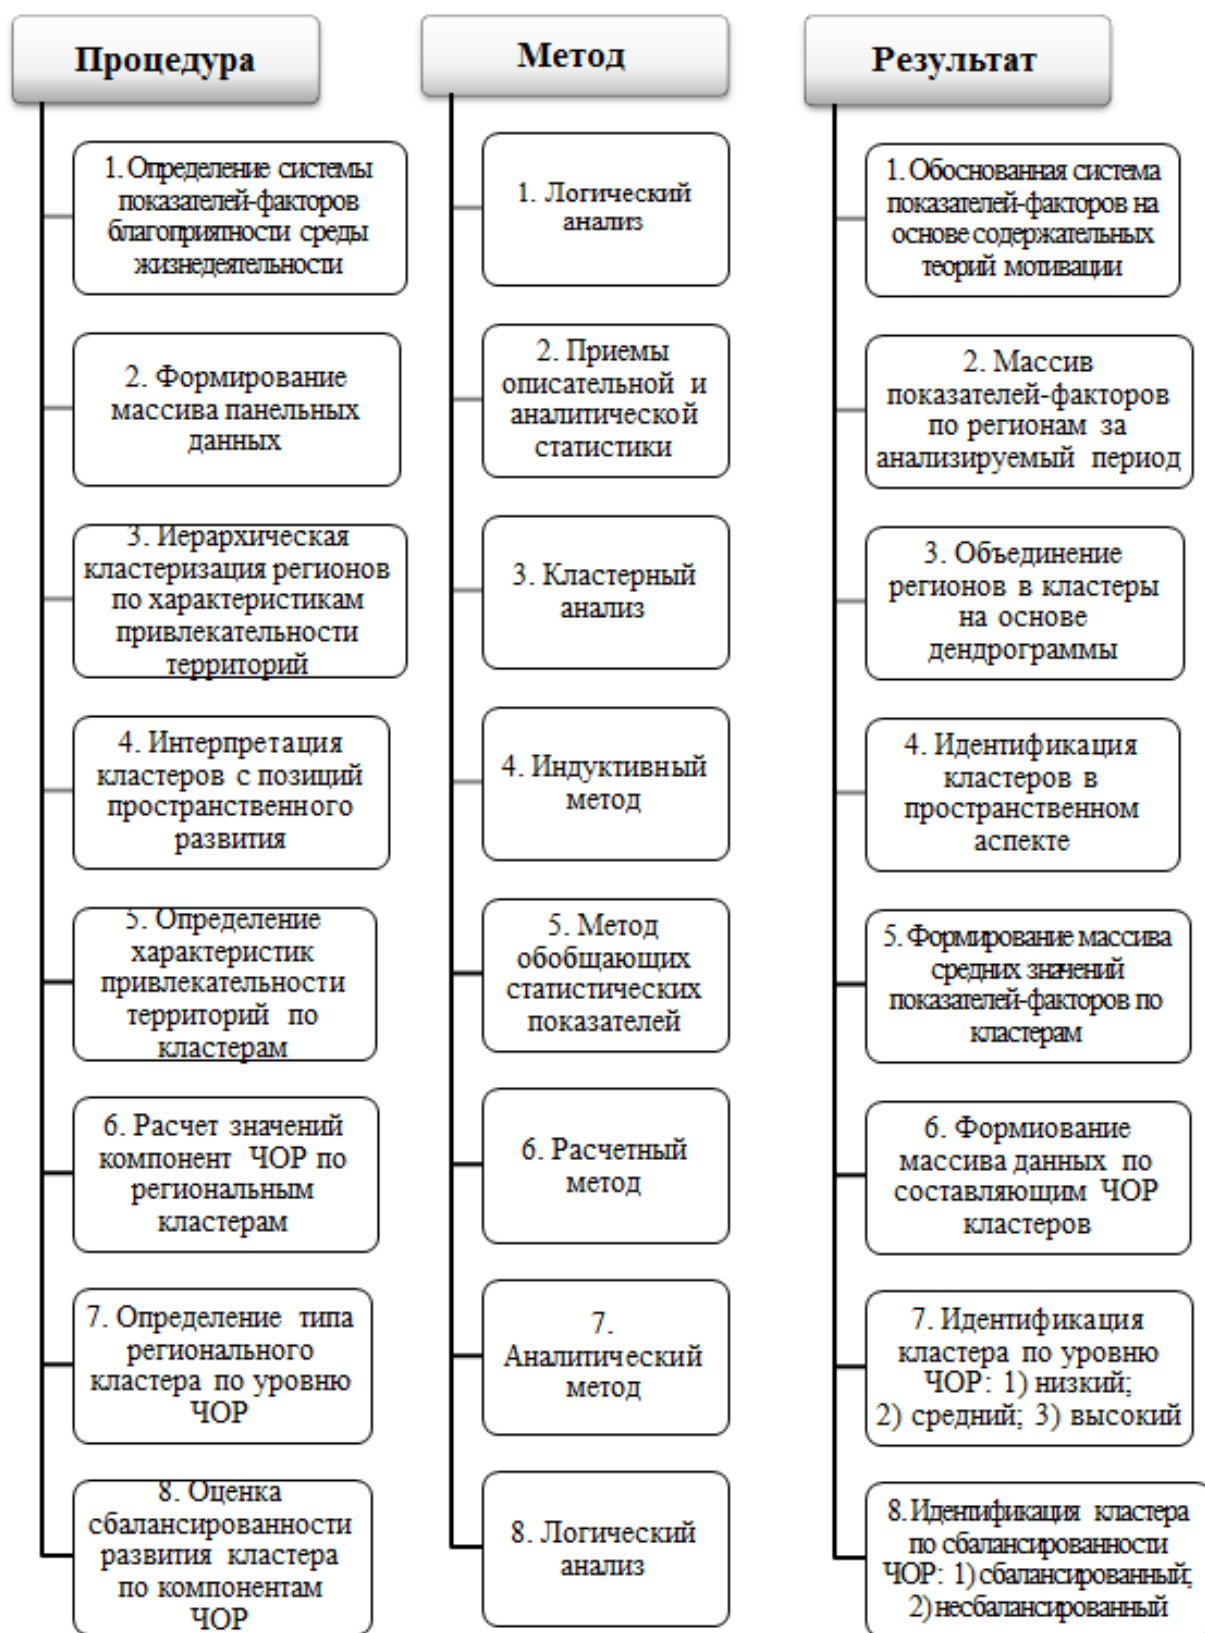 Процедура
1. Определение системы
показателей-факторов
благоприятности среды
жизнедеятельности
2. Формирование
массива панельных
данных
3. Иерархическая
кластеризация регионов
по характеристикам
привлекательности
территорий
4. Интерпретация
кластеров с позиций
пространственного
развития
5. Определение
характеристик
привлекательности
территорий по
кластерам
6. Расчет значений
компонент ЧОР по
региональным
кластерам
7. Определение типа
регионального
кластера по уровню
ЧОР
8. Оценка
сбалансированности
развития кластера
по компонентам
ЧОР
Метод
1. Логический
анализ
2. Приемы
описательной и
аналитической
статистики
3. Кластерный
анализ
4. Индуктивный
метод
5. Метод
обобщающих
статистических
показателей
6. Расчетный
метод
7.
Аналитический
метод
8. Логический
анализ
Результат
1. Обоснованная система
показателей-факторов на
основе содержательных
теорий мотивации
2. Массив
показателей-факторов
по регионам за
анализируемый период
3. Объединение
регионов в кластеры
на основе
дендрограммы
4. Идентификация
кластеров в
пространственном
аспекте
5. Формирование массива
средних значений
показателей-факторов по
кластерам
6. Формиование
массива данных по
составляющим ЧОР
кластеров
7. Идентификация
кластера по уровню
ЧОР: 1) низкий;
2) средний; 3) высокий
8. Идентификация кластера
по сбалансированности
ЧОР: 1) сбалансированный;
2) несбалансированный